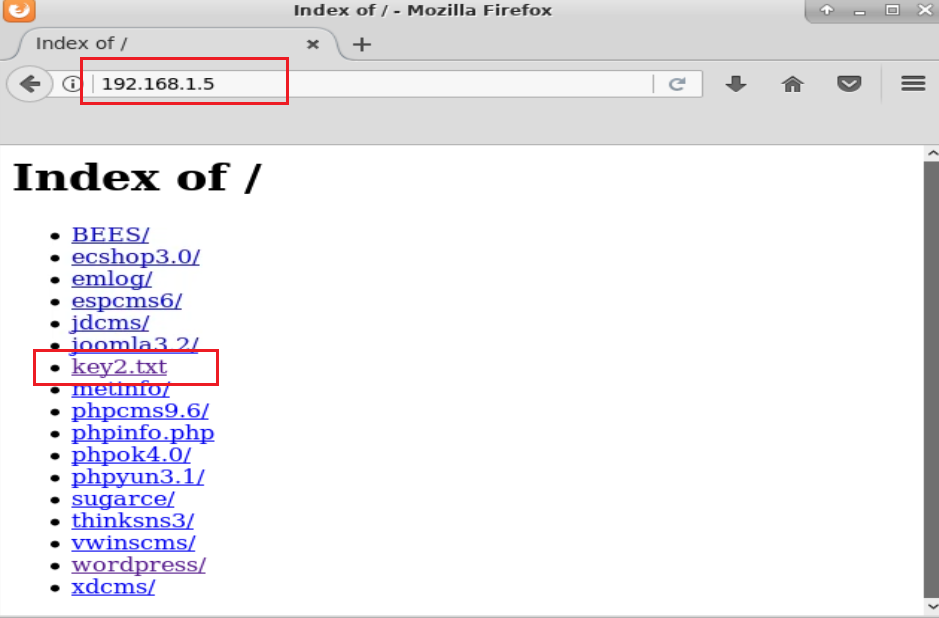 Index of / - Mozilla Firefox
Index of /
192.168.1.5
Index of /
BEES/
ecshop3.0/
emlog/
espcms6/
jdcms/
joomla3.2/
key2.txt
metinfo/
phpcms9.6/
phpinfo.php
phpok4.0/
phpyun3.1/
sugarce/
thinksns3/
vwinscms/
wordpress/
xdcms/